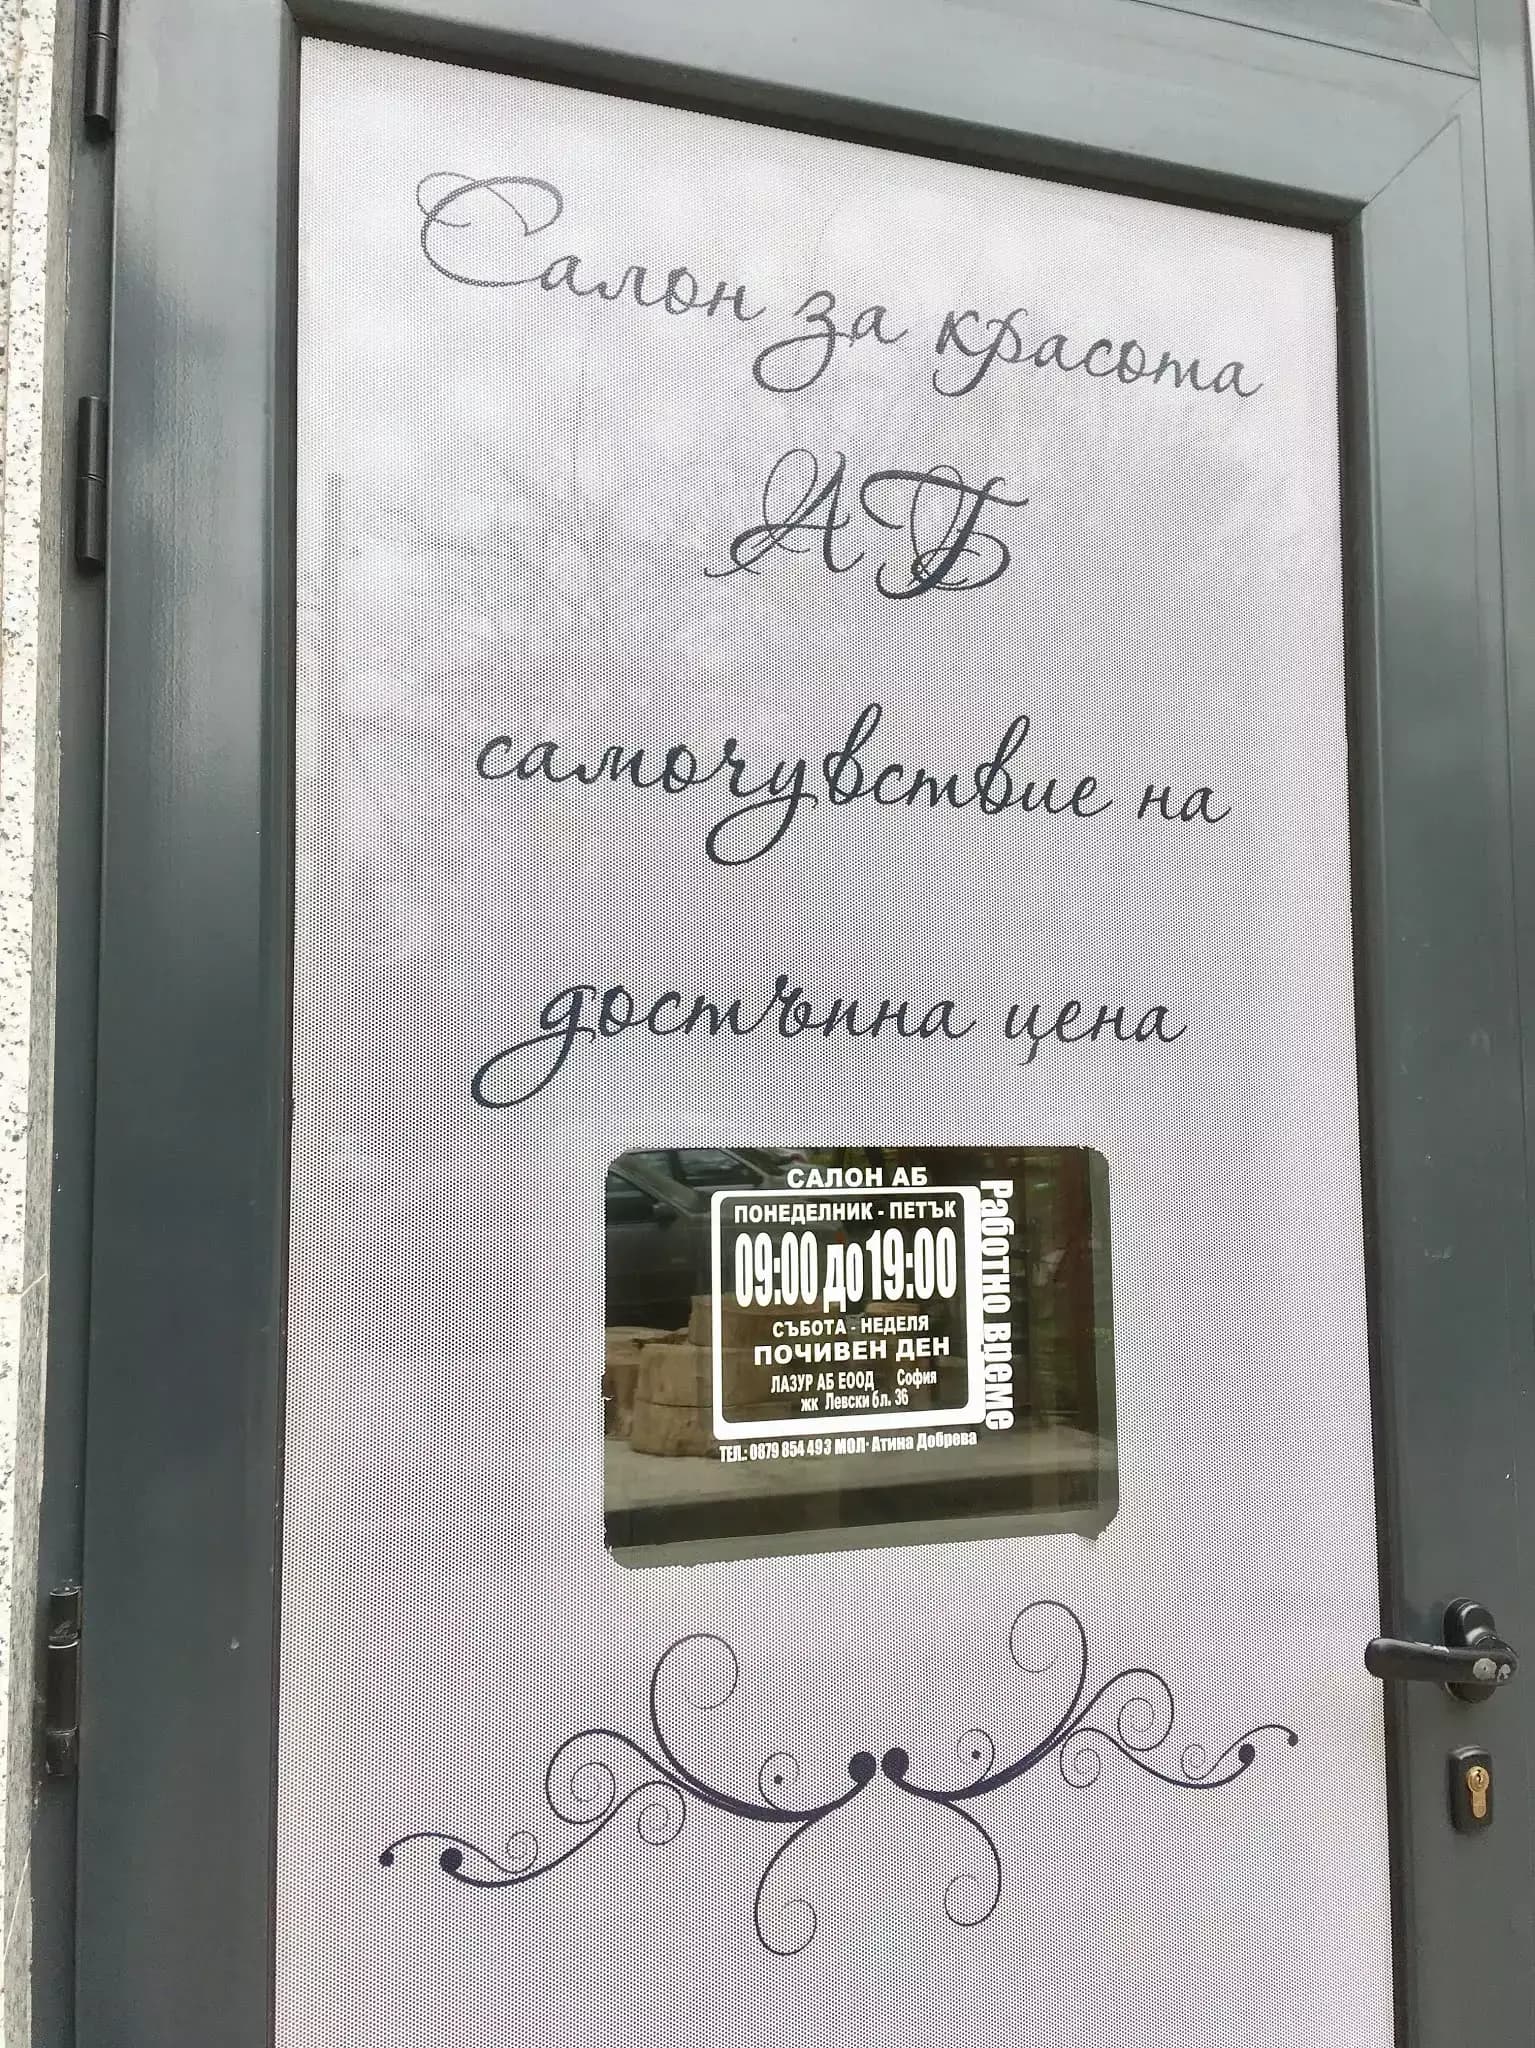 Салон за красота
АБ
самочувствие на
достъпна цена
САЛОН АБ
ПОНЕДЕЛНИК - ПЕТЪК
09:00 до 19:00
СЪБОТА - НЕДЕЛЯ
ПОЧИВЕН ДЕН
ЛАЗУР АБ ЕООД София
жк Левски бл. 36
Работно време
ТЕЛ.: 0879 854 493 МОЛ: Атина Добрева